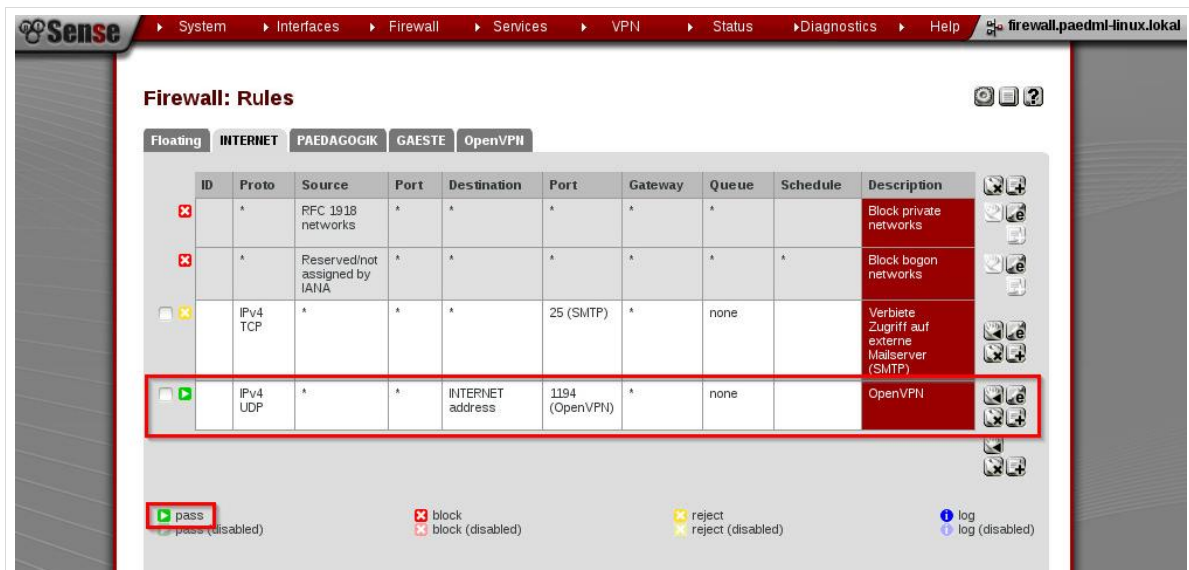 Sense
System Interfaces Firewall Services VPN Status Diagnostics Help firewall.paedml-linux.lokal
Firewall: Rules
Floating INTERNET PAEDAGOGIK GAESTE OpenVPN
ID Proto Source Port Destination Port Gateway Queue Schedule Description
* RFC 1918 * * * * * Block private
networks networks
* Reserved/not * * * * * * Block bogon
assigned by networks
IANA
IPv4 * * * 25 (SMTP) * none Verbiete
TCP Zugriff auf
externe
Mailserver
(SMTP)
IPv4 * * INTERNET 1194 * none OpenVPN
UDP address (OpenVPN)
pass block reject log
pass (disabled) block (disabled) reject (disabled) log (disabled)